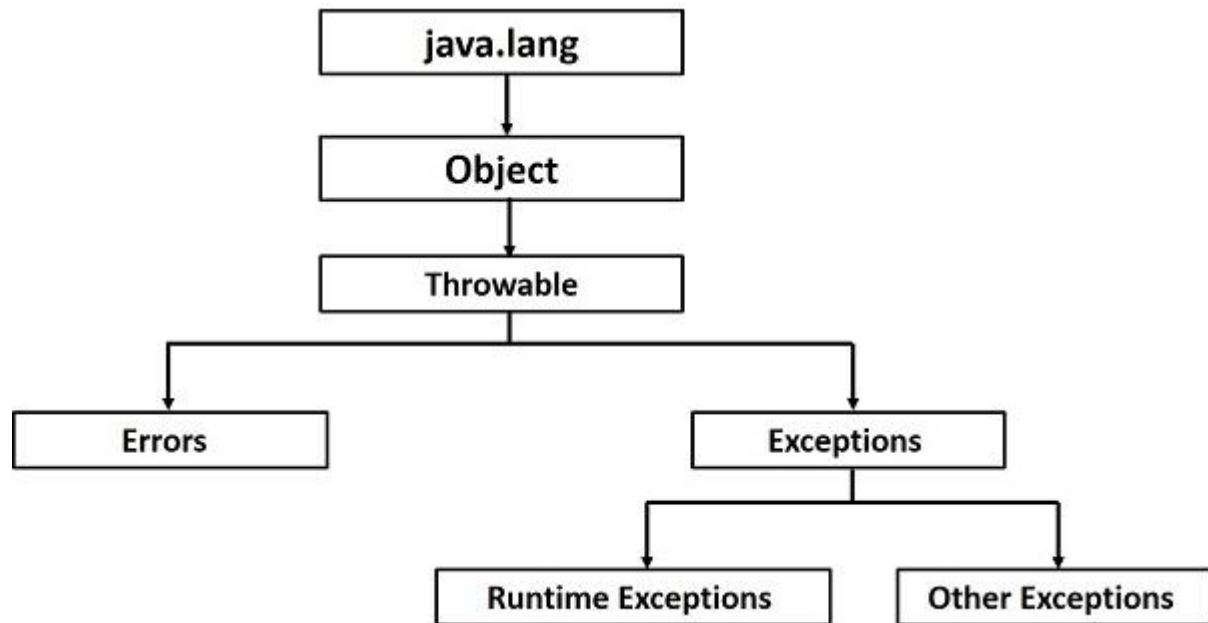 java.lang
Object
Throwable
Errors
Exceptions
Runtime Exceptions
Other Exceptions